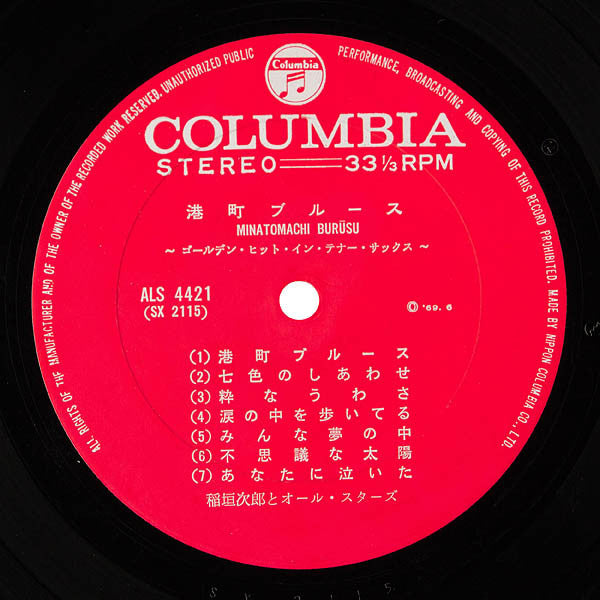 ALL RIGHTS OF THE MANUFACTURER AND OF THE OWNER OF THE RECORDED WORK RESERVED. UNAUTHORIZED PUBLIC PERFORMANCE, BROADCASTING AND COPYING OF THIS RECORD PROHIBITED. MADE BY NIPPON COLUMBIA CO., LTD.
Columbia
COLUMBIA
STEREO 33 1/3 RPM
港町ブルース
MINATOMACHI BURŪSU
～ゴールデン・ヒット・イン・テナー・サックス～
ALS 4421
(SX 2115)
Ⓟ '69.6
(1) 港町ブルース
(2) 七色のしあわせ
(3) 粋なうわさ
(4) 涙の中を歩いてる
(5) みんな夢の中
(6) 不思議な太陽
(7) あなたに泣いた
稲垣次郎とオール・スターズ